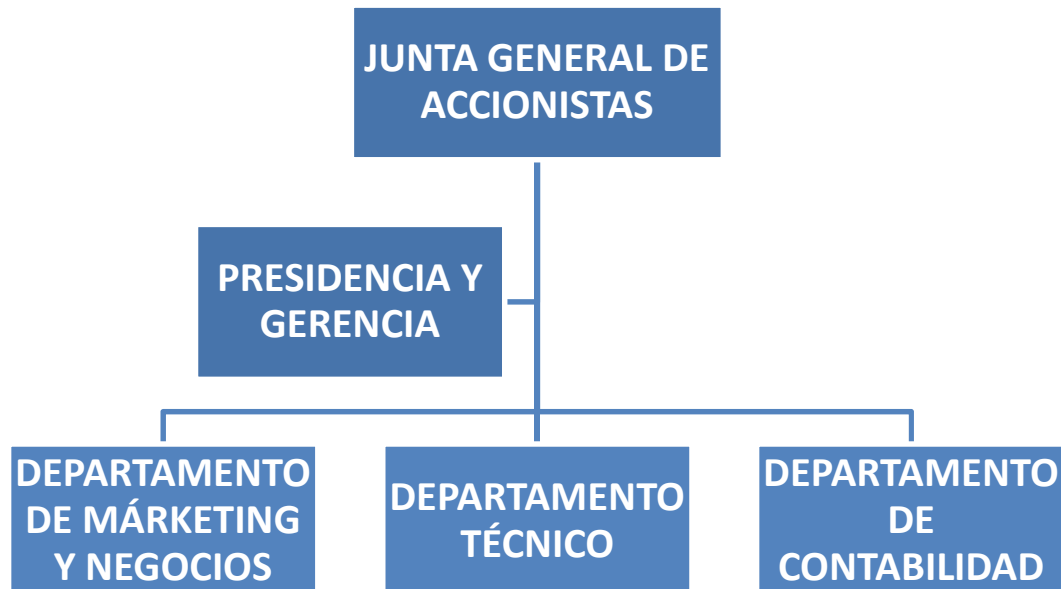 JUNTA GENERAL DE
ACCIONISTAS
PRESIDENCIA Y
GERENCIA
DEPARTAMENTO
DE MÁRKETING
Y NEGOCIOS
DEPARTAMENTO
TÉCNICO
DEPARTAMENTO
DE
CONTABILIDAD